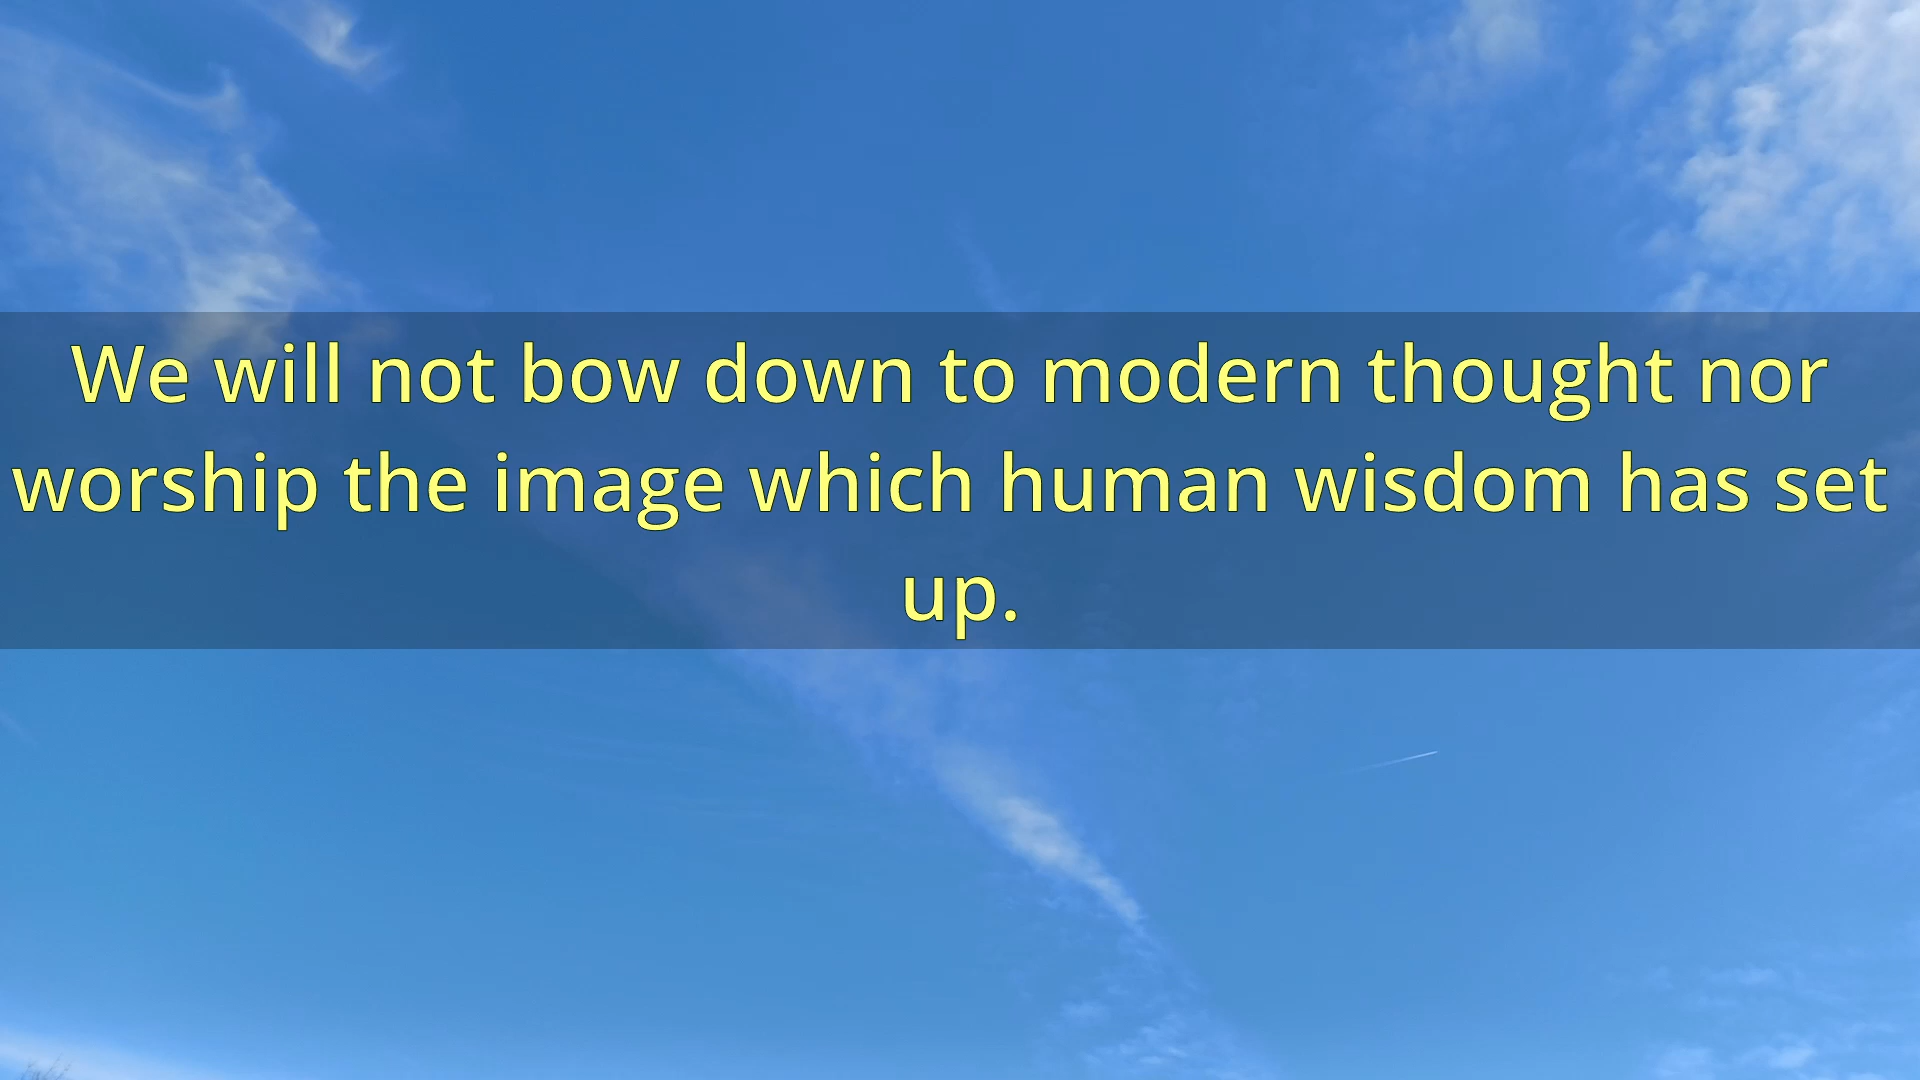 We will not bow down to modern thought nor
worship the image which human wisdom has set
up.